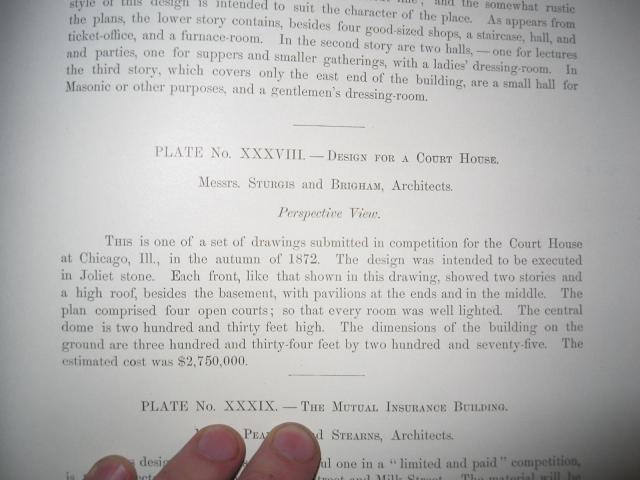 style of this design is intended to suit the character of the place. As appears from
the plans, the lower story contains, besides four good-sized shops, a staircase, hall, and
ticket-office, and a furnace-room. In the second story are two halls, — one for lectures
and parties, one for suppers and smaller gatherings, with a ladies' dressing-room. In
the third story, which covers only the east end of the building, are a small hall for
Masonic or other purposes, and a gentlemen's dressing-room.
PLATE No. XXXVIII. — DESIGN FOR A COURT HOUSE.
Messrs. STURGIS and BRIGHAM, Architects.
Perspective View.
THIS is one of a set of drawings submitted in competition for the Court House
at Chicago, Ill., in the autumn of 1872. The design was intended to be executed
in Joliet stone. Each front, like that shown in this drawing, showed two stories and
a high roof, besides the basement, with pavilions at the ends and in the middle. The
plan comprised four open courts; so that every room was well lighted. The central
dome is two hundred and thirty feet high. The dimensions of the building on the
ground are three hundred and thirty-four feet by two hundred and seventy-five. The
estimated cost was $2,750,000.
PLATE No. XXXIX. — THE MUTUAL INSURANCE BUILDING.
STEARNS, Architects.
one in a "limited and paid" competition,
and Milk Street. The material will be